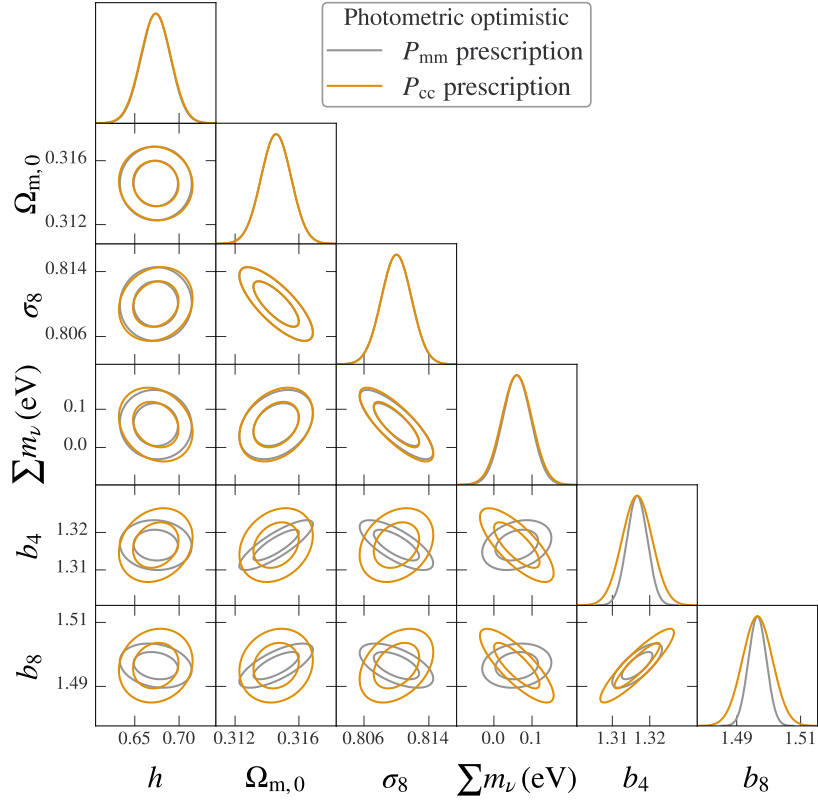 Photometric optimistic
P_mm prescription
P_cc prescription
0.316
0.312
Ω_m,0
0.814
0.806
σ_8
0.1
0.0
∑m_ν (eV)
1.32
1.31
b_4
1.51
1.49
b_8
0.65 0.70 0.312 0.316 0.806 0.814 0.0 0.1 1.31 1.32 1.49 1.51
h Ω_m,0 σ_8 ∑m_ν (eV) b_4 b_8